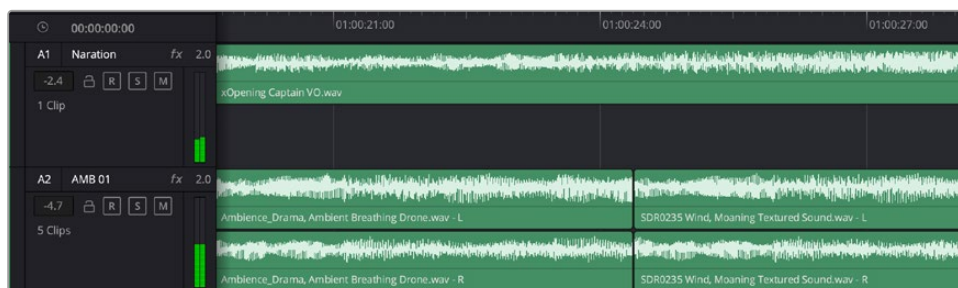 00:00:00:00 01:00:21:00 01:00:24:00 01:00:27:00
A1 Naration fx 2.0
-2.4 R S M
xOpening Captain VO.wav
1 Clip
A2 AMB 01 fx 2.0
-4.7 R S M
Ambience_Drama, Ambient Breathing Drone.wav - L SDR0235 Wind, Moaning Textured Sound.wav - L
5 Clips
Ambience_Drama, Ambient Breathing Drone.wav - R SDR0235 Wind, Moaning Textured Sound.wav - R